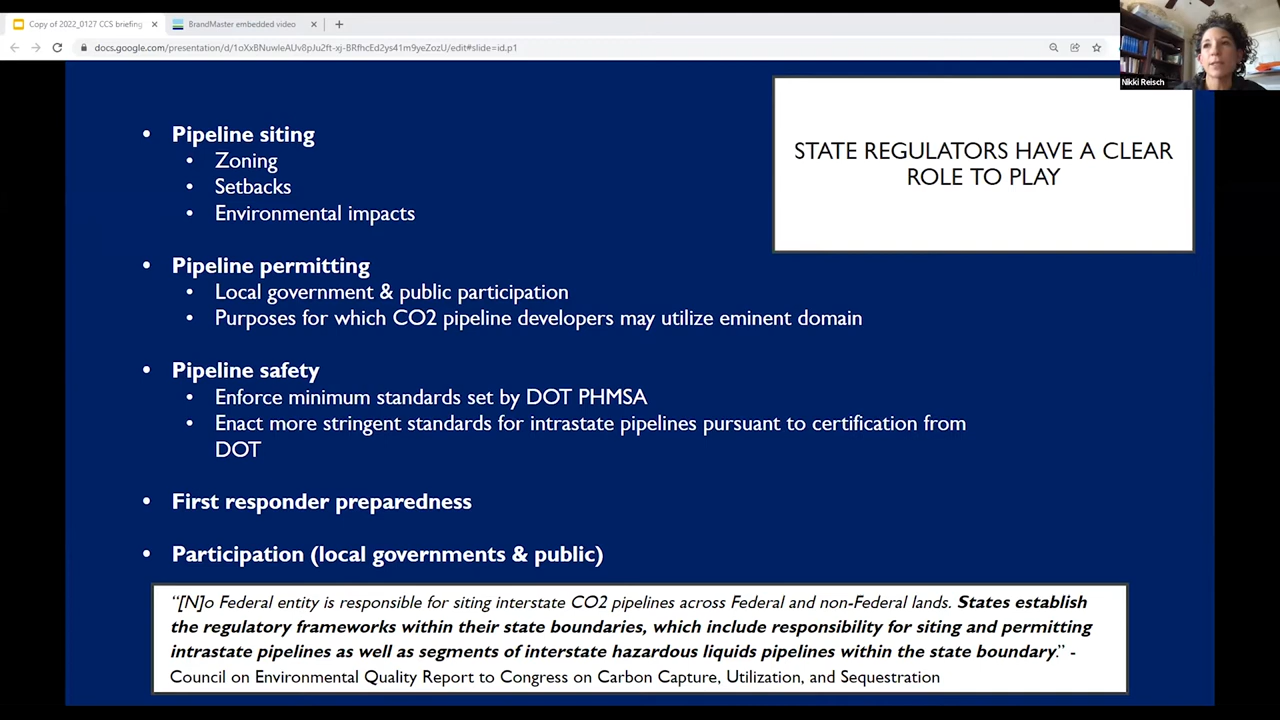 Copy of 2022_0127 CCS briefing
BrandMaster embedded video
docs.google.com/presentation/d/1oXxBNuwIeAUv8pJu2ft-xj-BRfhcEd2ys41m9yeZozU/edit#slide=id.p1
Nikki Reisch
STATE REGULATORS HAVE A CLEAR
ROLE TO PLAY
• Pipeline siting
• Zoning
• Setbacks
• Environmental impacts
• Pipeline permitting
• Local government & public participation
• Purposes for which CO2 pipeline developers may utilize eminent domain
• Pipeline safety
• Enforce minimum standards set by DOT PHMSA
• Enact more stringent standards for intrastate pipelines pursuant to certification from
DOT
• First responder preparedness
• Participation (local governments & public)
“[N]o Federal entity is responsible for siting interstate CO2 pipelines across Federal and non-Federal lands. States establish
the regulatory frameworks within their state boundaries, which include responsibility for siting and permitting
intrastate pipelines as well as segments of interstate hazardous liquids pipelines within the state boundary.” -
Council on Environmental Quality Report to Congress on Carbon Capture, Utilization, and Sequestration